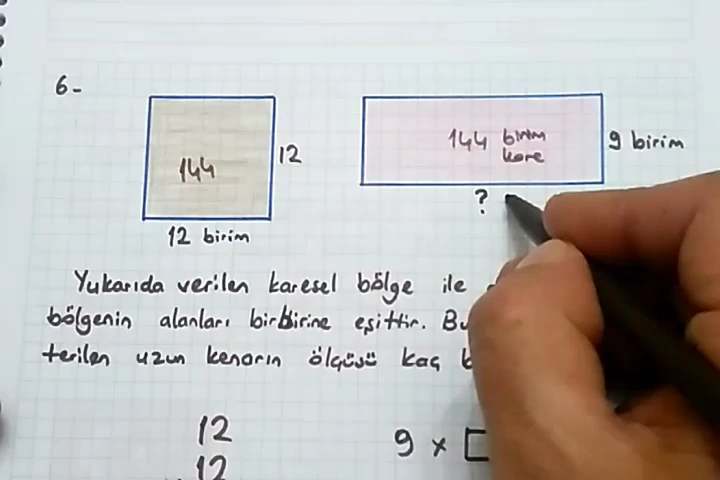 6-
144
12
144 birim
kare
9 birim
?
12 birim
Yukarıda verilen karesel bölge ile
bölgenin alanları birbirine eşittir.
terilen uzun kenarın ölçüsü kaç
12
9 x
12